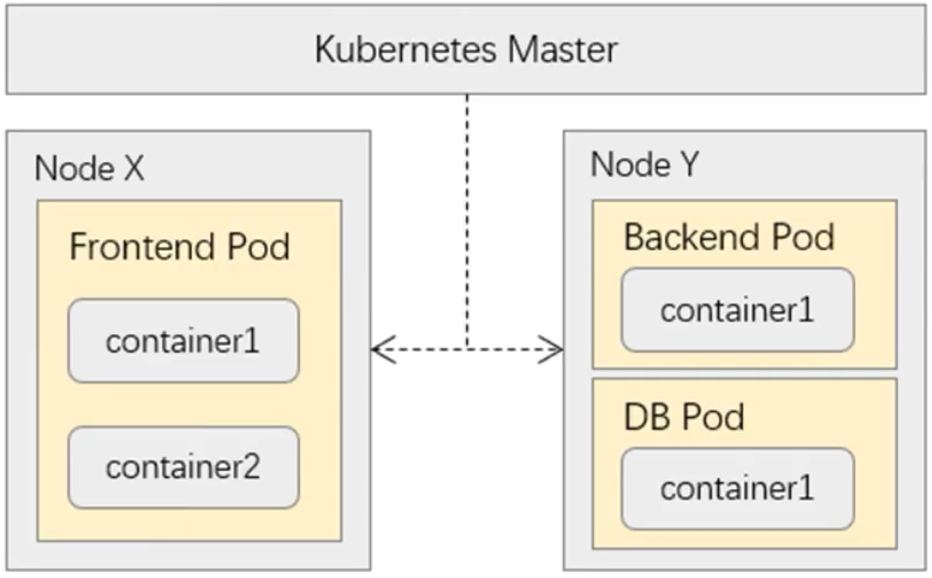 Kubernetes Master
Node X
Frontend Pod
container1
container2
Node Y
Backend Pod
container1
DB Pod
container1